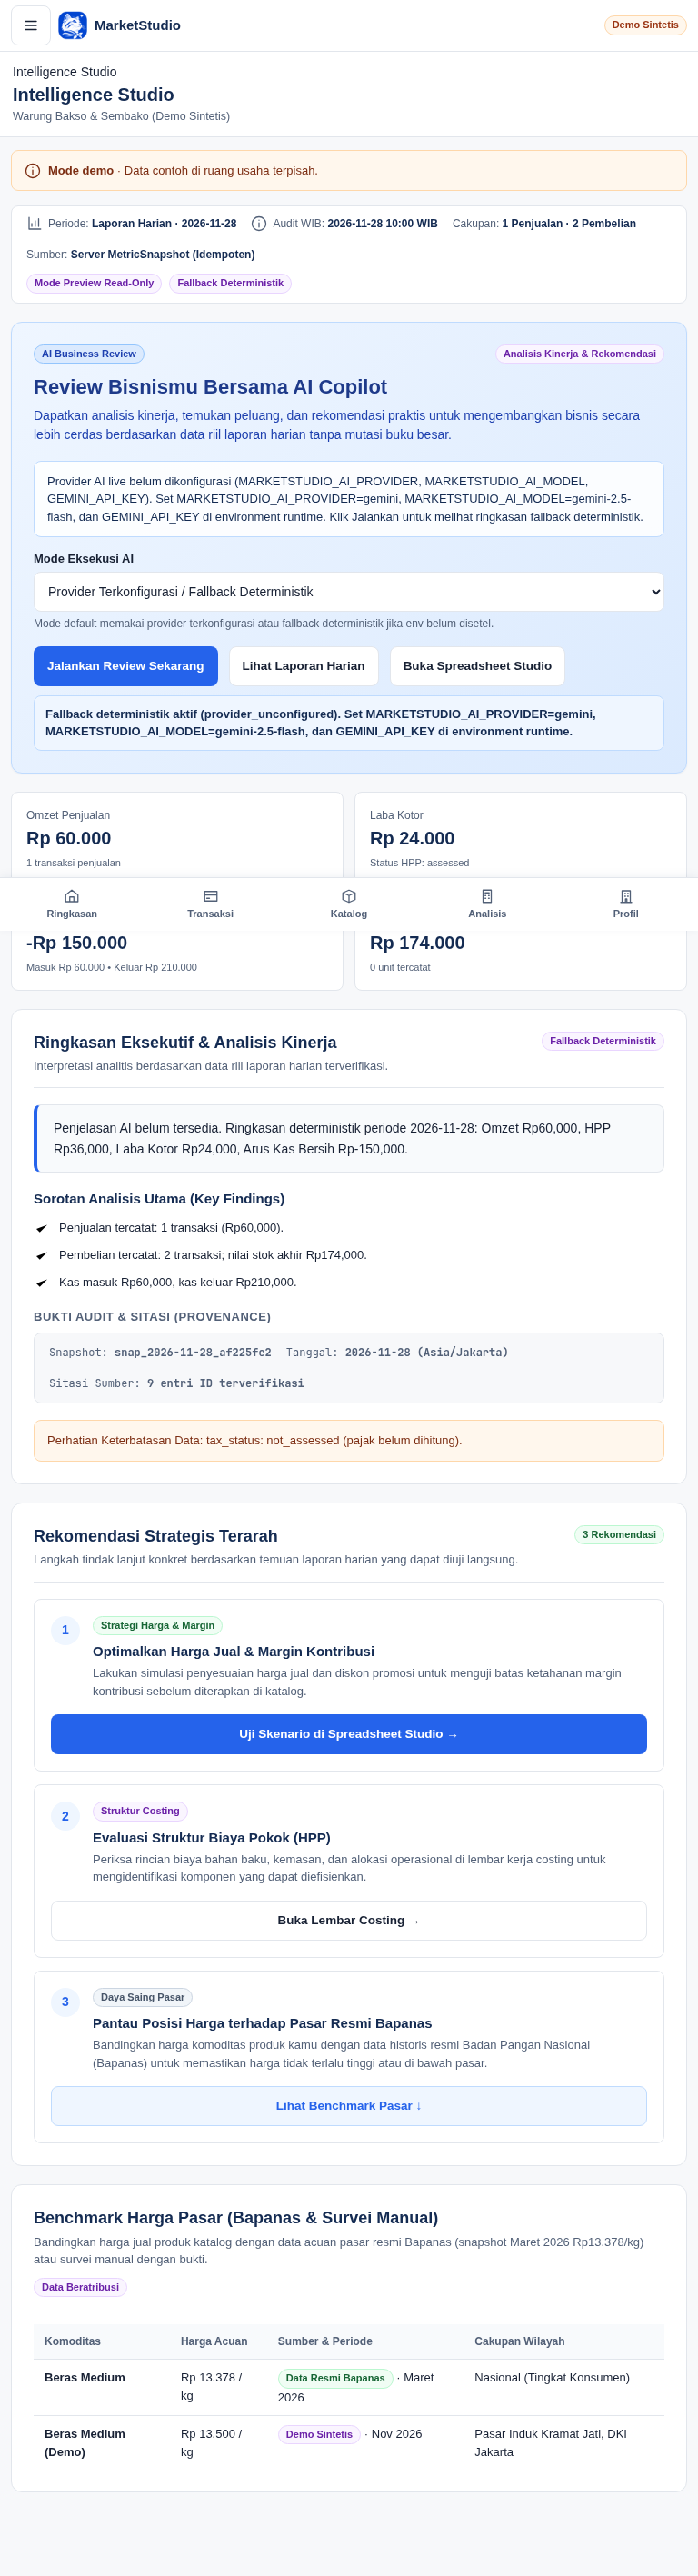 MarketStudio
Demo Sintetis
Intelligence Studio
Intelligence Studio
Warung Bakso & Sembako (Demo Sintetis)
Mode demo · Data contoh di ruang usaha terpisah.
Periode: Laporan Harian · 2026-11-28
Audit WIB: 2026-11-28 10:00 WIB
Cakupan: 1 Penjualan · 2 Pembelian
Sumber: Server MetricSnapshot (Idempoten)
Mode Preview Read-Only
Fallback Deterministik
AI Business Review
Analisis Kinerja & Rekomendasi
Review Bisnismu Bersama AI Copilot
Dapatkan analisis kinerja, temukan peluang, dan rekomendasi praktis untuk mengembangkan bisnis secara
lebih cerdas berdasarkan data riil laporan harian tanpa mutasi buku besar.
Provider AI live belum dikonfigurasi (MARKETSTUDIO_AI_PROVIDER, MARKETSTUDIO_AI_MODEL,
GEMINI_API_KEY). Set MARKETSTUDIO_AI_PROVIDER=gemini, MARKETSTUDIO_AI_MODEL=gemini-2.5-
flash, dan GEMINI_API_KEY di environment runtime. Klik Jalankan untuk melihat ringkasan fallback deterministik.
Mode Eksekusi AI
Provider Terkonfigurasi / Fallback Deterministik
Mode default memakai provider terkonfigurasi atau fallback deterministik jika env belum disetel.
Jalankan Review Sekarang
Lihat Laporan Harian
Buka Spreadsheet Studio
Fallback deterministik aktif (provider_unconfigured). Set MARKETSTUDIO_AI_PROVIDER=gemini,
MARKETSTUDIO_AI_MODEL=gemini-2.5-flash, dan GEMINI_API_KEY di environment runtime.
Omzet Penjualan
Rp 60.000
1 transaksi penjualan
Laba Kotor
Rp 24.000
Status HPP: assessed
Ringkasan
Transaksi
Katalog
Analisis
Profil
-Rp 150.000
Masuk Rp 60.000 • Keluar Rp 210.000
Rp 174.000
0 unit tercatat
Ringkasan Eksekutif & Analisis Kinerja
Fallback Deterministik
Interpretasi analitis berdasarkan data riil laporan harian terverifikasi.
Penjelasan AI belum tersedia. Ringkasan deterministik periode 2026-11-28: Omzet Rp60,000, HPP
Rp36,000, Laba Kotor Rp24,000, Arus Kas Bersih Rp-150,000.
Sorotan Analisis Utama (Key Findings)
Penjualan tercatat: 1 transaksi (Rp60,000).
Pembelian tercatat: 2 transaksi; nilai stok akhir Rp174,000.
Kas masuk Rp60,000, kas keluar Rp210,000.
BUKTI AUDIT & SITASI (PROVENANCE)
Snapshot: snap_2026-11-28_af225fe2 Tanggal: 2026-11-28 (Asia/Jakarta)
Sitasi Sumber: 9 entri ID terverifikasi
Perhatian Keterbatasan Data: tax_status: not_assessed (pajak belum dihitung).
Rekomendasi Strategis Terarah
3 Rekomendasi
Langkah tindak lanjut konkret berdasarkan temuan laporan harian yang dapat diuji langsung.
1
Strategi Harga & Margin
Optimalkan Harga Jual & Margin Kontribusi
Lakukan simulasi penyesuaian harga jual dan diskon promosi untuk menguji batas ketahanan margin
kontribusi sebelum diterapkan di katalog.
Uji Skenario di Spreadsheet Studio →
2
Struktur Costing
Evaluasi Struktur Biaya Pokok (HPP)
Periksa rincian biaya bahan baku, kemasan, dan alokasi operasional di lembar kerja costing untuk
mengidentifikasi komponen yang dapat diefisienkan.
Buka Lembar Costing →
3
Daya Saing Pasar
Pantau Posisi Harga terhadap Pasar Resmi Bapanas
Bandingkan harga komoditas produk kamu dengan data historis resmi Badan Pangan Nasional
(Bapanas) untuk memastikan harga tidak terlalu tinggi atau di bawah pasar.
Lihat Benchmark Pasar ↓
Benchmark Harga Pasar (Bapanas & Survei Manual)
Bandingkan harga jual produk katalog dengan data acuan pasar resmi Bapanas (snapshot Maret 2026 Rp13.378/kg)
atau survei manual dengan bukti.
Data Beratribusi
Komoditas
Harga Acuan
Sumber & Periode
Cakupan Wilayah
Beras Medium
Rp 13.378 /
kg
Data Resmi Bapanas · Maret
2026
Nasional (Tingkat Konsumen)
Beras Medium
(Demo)
Rp 13.500 /
kg
Demo Sintetis · Nov 2026
Pasar Induk Kramat Jati, DKI
Jakarta